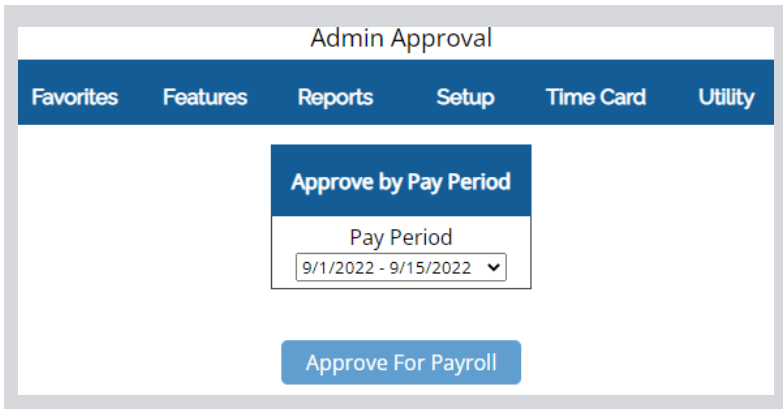 Admin Approval
Favorites Features Reports Setup Time Card Utility
Approve by Pay Period
Pay Period
9/1/2022 - 9/15/2022
Approve For Payroll